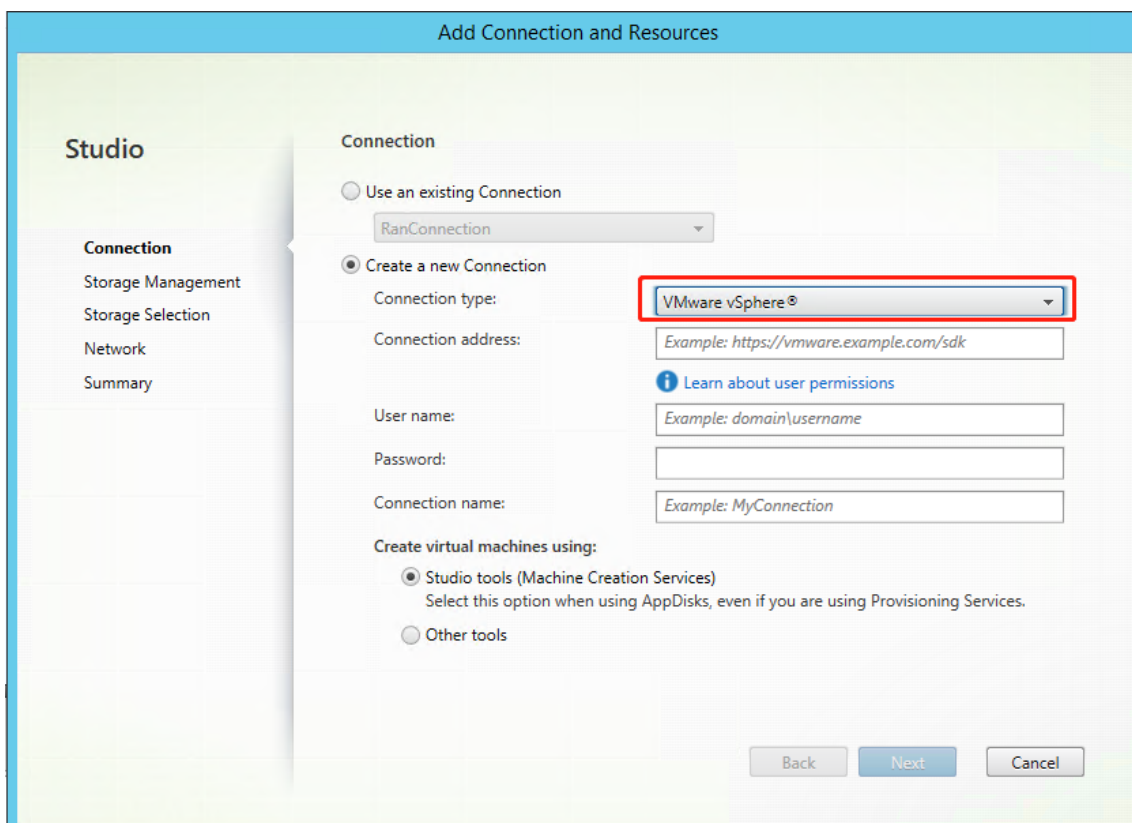 Add Connection and Resources
Studio
Connection
Storage Management
Storage Selection
Network
Summary
Connection
Use an existing Connection
RanConnection
Create a new Connection
Connection type:
VMware vSphere®
Connection address:
Example: https://vmware.example.com/sdk
Learn about user permissions
User name:
Example: domain\username
Password:
Connection name:
Example: MyConnection
Create virtual machines using:
Studio tools (Machine Creation Services)
Select this option when using AppDisks, even if you are using Provisioning Services.
Other tools
Back
Next
Cancel